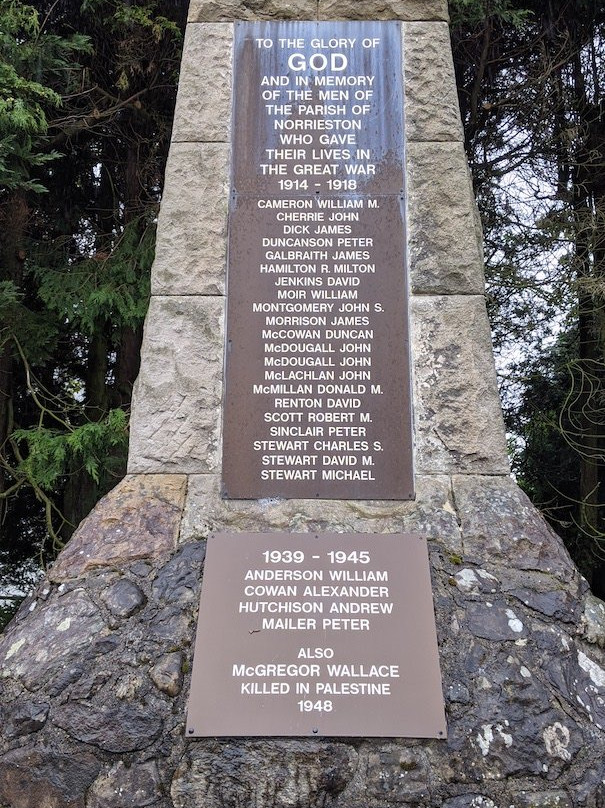 TO THE GLORY OF
GOD
AND IN MEMORY
OF THE MEN OF
THE PARISH OF
NORRIESTON
WHO GAVE
THEIR LIVES IN
THE GREAT WAR
1914 - 1918
CAMERON WILLIAM M.
CHERRIE JOHN
DICK JAMES
DUNCANSON PETER
GALBRAITH JAMES
HAMILTON R. MILTON
JENKINS DAVID
MOIR WILLIAM
MONTGOMERY JOHN S.
MORRISON JAMES
McCOWAN DUNCAN
McDOUGALL JOHN
McDOUGALL JOHN
McLACHLAN JOHN
McMILLAN DONALD M.
RENTON DAVID
SCOTT ROBERT M.
SINCLAIR PETER
STEWART CHARLES S.
STEWART DAVID M.
STEWART MICHAEL
1939 - 1945
ANDERSON WILLIAM
COWAN ALEXANDER
HUTCHISON ANDREW
MAILER PETER
ALSO
McGREGOR WALLACE
KILLED IN PALESTINE
1948